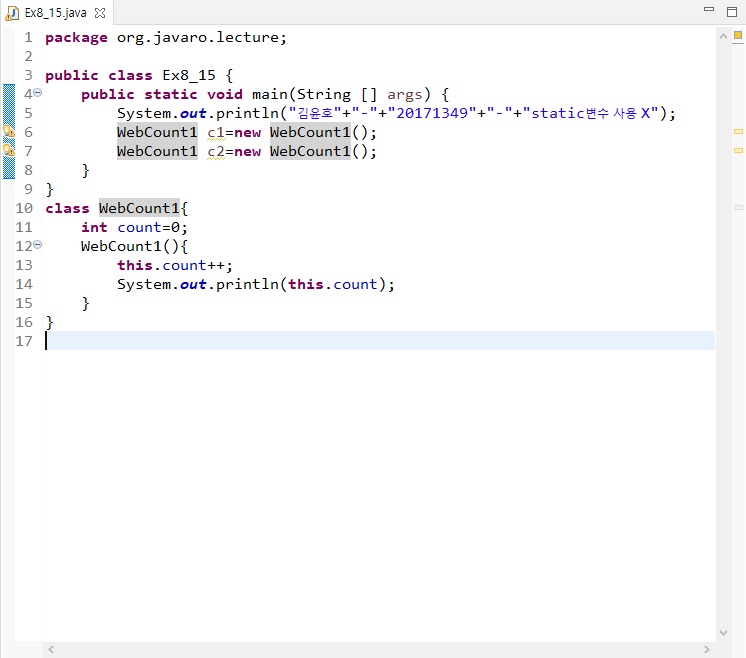 Ex8_15.java
1 package org.javaro.lecture;
2
3 public class Ex8_15 {
4 public static void main(String [] args) {
5 System.out.println("김윤호"+"-"+"20171349"+"-"+"static변수 사용 X");
6 WebCount1 c1=new WebCount1();
7 WebCount1 c2=new WebCount1();
8 }
9 }
10 class WebCount1{
11 int count=0;
12 WebCount1(){
13 this.count++;
14 System.out.println(this.count);
15 }
16 }
17